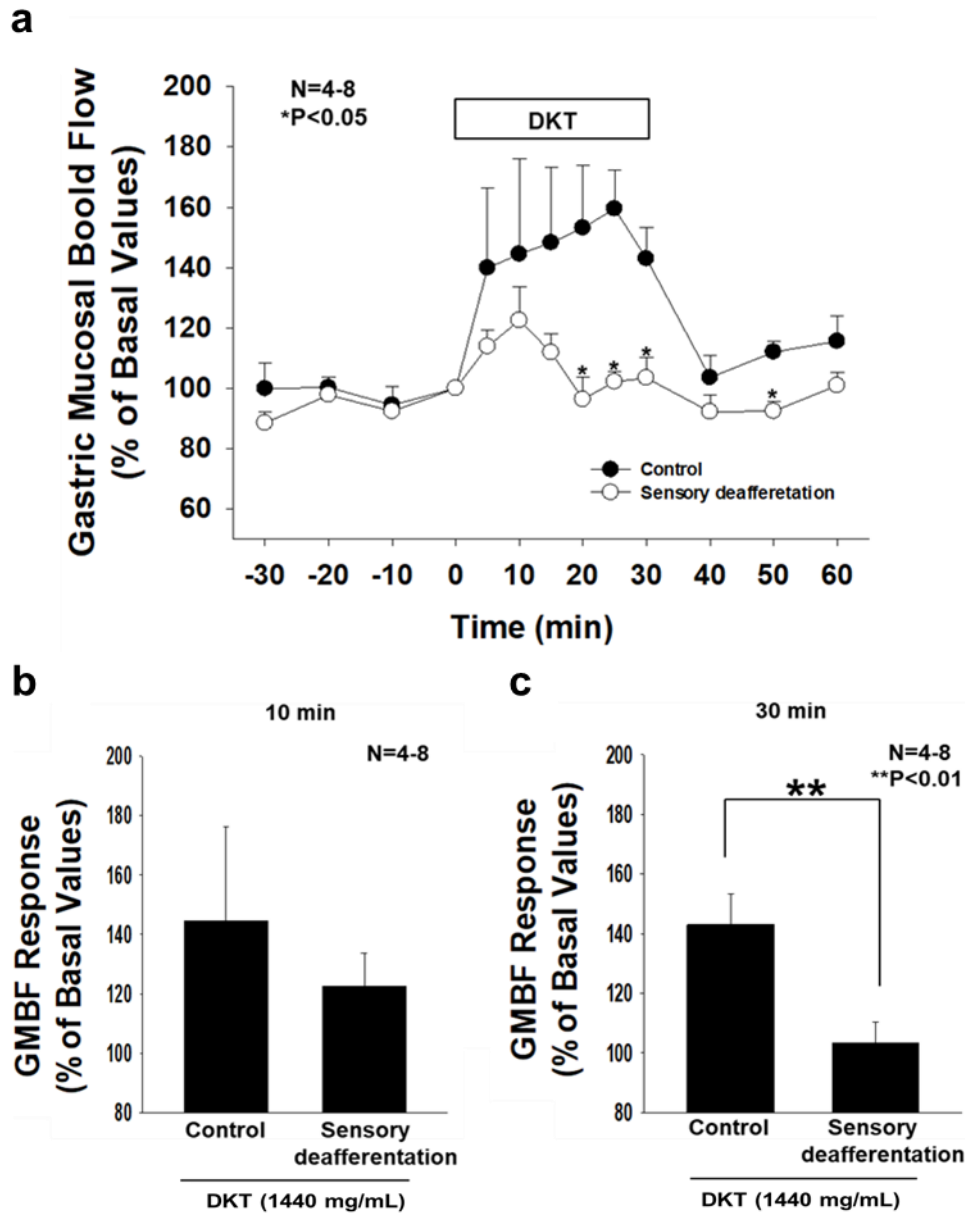 a
Gastric Mucosal Boold Flow
(% of Basal Values)
N=4-8
*P<0.05
DKT
200
180
160
140
120
100
80
60
* * * *
Control
Sensory deafferetation
-30 -20 -10 0 10 20 30 40 50 60
Time (min)
b
10 min
GMBF Response
(% of Basal Values)
N=4-8
200
180
160
140
120
100
80
Control Sensory
deafferentation
DKT (1440 mg/mL)
c
30 min
GMBF Response
(% of Basal Values)
N=4-8
**P<0.01
**
200
180
160
140
120
100
80
Control Sensory
deafferentation
DKT (1440 mg/mL)